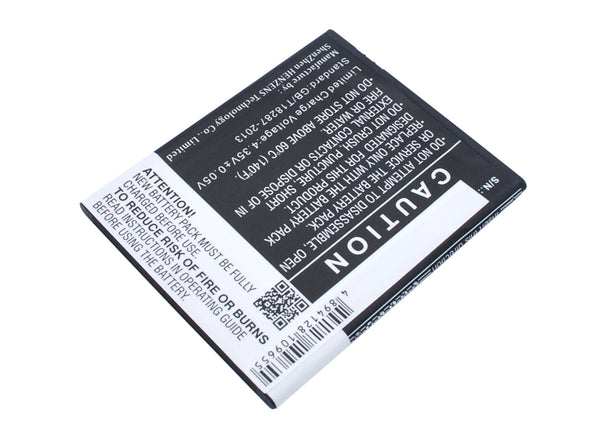 CAUTION
-DO NOT ATTEMPT TO DISASSEMBLE, OPEN
OR SERVICE THE BATTERY PACK.
-REPLACE ONLY WITH THE BATTERY PACK
DESIGNATED FOR THIS PRODUCT.
-DO NOT CRUSH, PUNCTURE, SHORT
EXTERNAL CONTACTS OR DISPOSE OF IN
FIRE OR WATER.
-DO NOT STORE ABOVE 60℃ (140℉).
Limited Charge Voltage:4.35V±0.05V
Standard:GB/T18287-2013
Manufacture by:
ShenZhen HENZENS Technology Co., Limited
S/N:
ATTENTION!
NEW BATTERY PACK MUST BE FULLY
CHARGED BEFORE USE.
TO REDUCE RISK OF FIRE OR BURNS
READ INSTRUCTIONS IN OPERATING GUIDE
BEFORE USING BATTERY.
4 894128 109655